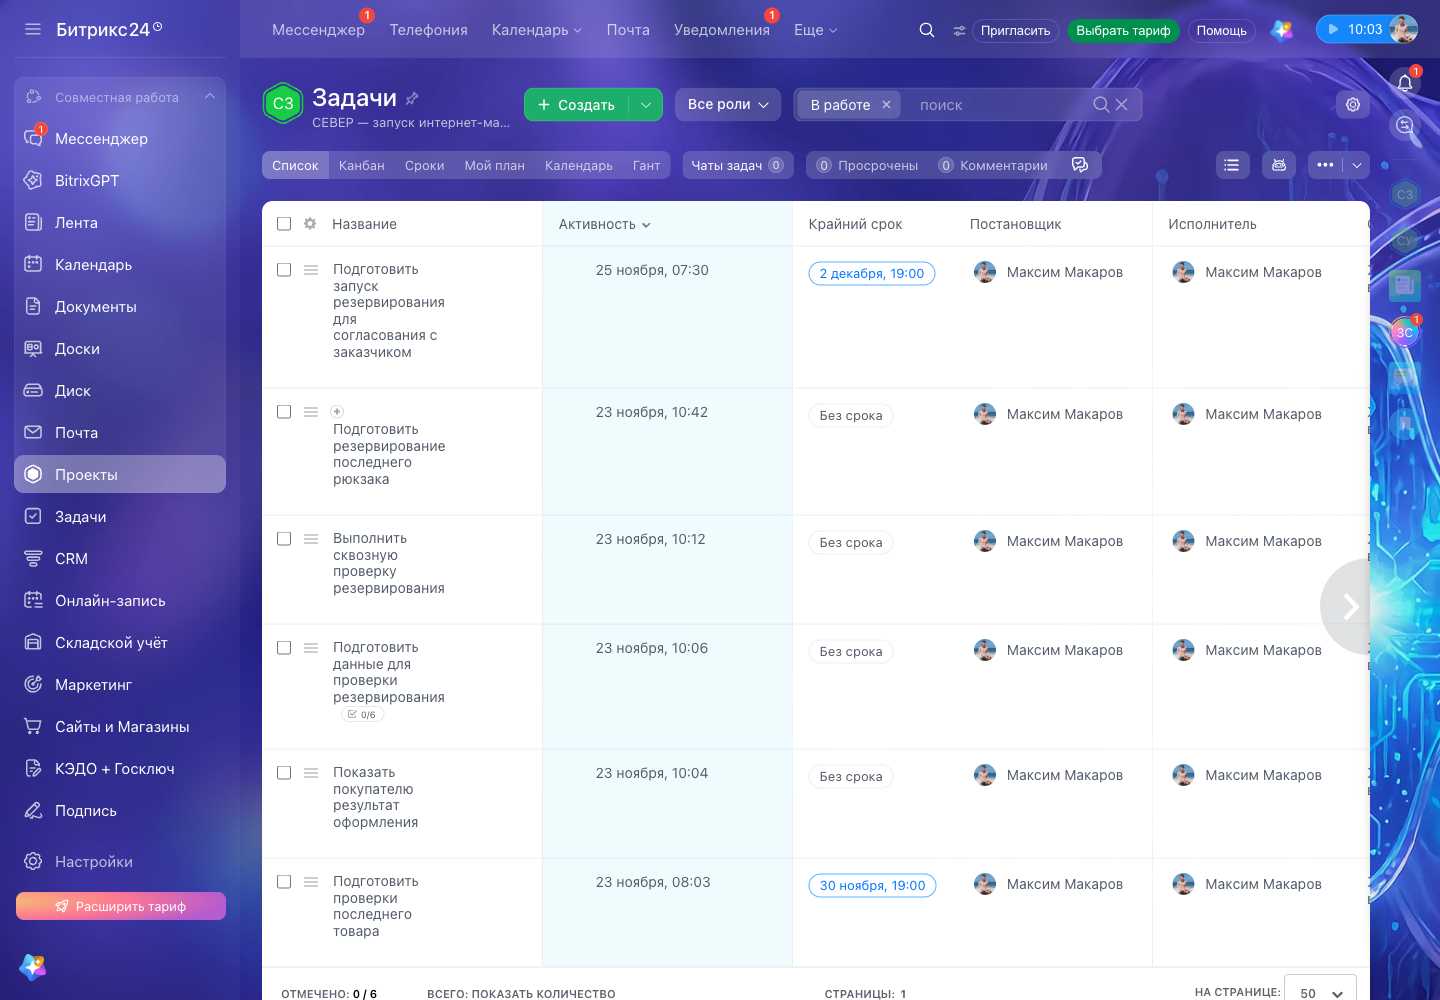 Битрикс24
Мессенджер 1
Телефония
Календарь
Почта
Уведомления 1
Еще
Пригласить
Выбрать тариф
Помощь
10:03
Совместная работа
Мессенджер 1
BitrixGPT
Лента
Календарь
Документы
Доски
Диск
Почта
Проекты
Задачи
CRM
Онлайн-запись
Складской учёт
Маркетинг
Сайты и Магазины
КЭДО + Госключ
Подпись
Настройки
Расширить тариф
СЗ
Задачи
СЕВЕР — запуск интернет-ма...
Создать
Все роли
В работе
поиск
Список
Канбан
Сроки
Мой план
Календарь
Гант
Чаты задач 0
0 Просрочены
0 Комментарии
Название
Активность
Крайний срок
Постановщик
Исполнитель
Подготовить
запуск
резервирования
для
согласования с
заказчиком
25 ноября, 07:30
2 декабря, 19:00
Максим Макаров
Максим Макаров
Подготовить
резервирование
последнего
рюкзака
23 ноября, 10:42
Без срока
Максим Макаров
Максим Макаров
Выполнить
сквозную
проверку
резервирования
23 ноября, 10:12
Без срока
Максим Макаров
Максим Макаров
Подготовить
данные для
проверки
резервирования
0/6
23 ноября, 10:06
Без срока
Максим Макаров
Максим Макаров
Показать
покупателю
результат
оформления
23 ноября, 10:04
Без срока
Максим Макаров
Максим Макаров
Подготовить
проверки
последнего
товара
23 ноября, 08:03
30 ноября, 19:00
Максим Макаров
Максим Макаров
ОТМЕЧЕНО: 0 / 6
ВСЕГО: ПОКАЗАТЬ КОЛИЧЕСТВО
СТРАНИЦЫ: 1
НА СТРАНИЦЕ:
50
1
СЗ
СУ
ЗС
1